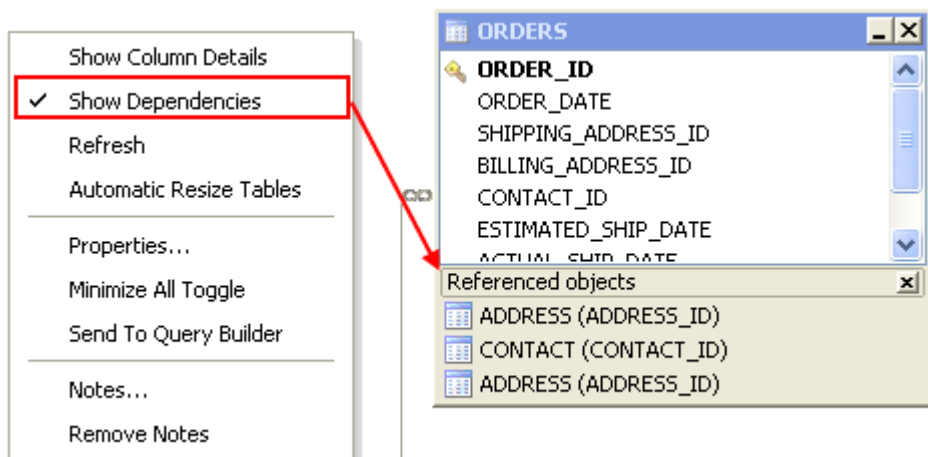 Show Column Details
Show Dependencies
Refresh
Automatic Resize Tables
Properties...
Minimize All Toggle
Send To Query Builder
Notes...
Remove Notes
ORDERS
ORDER_ID
ORDER_DATE
SHIPPING_ADDRESS_ID
BILLING_ADDRESS_ID
CONTACT_ID
ESTIMATED_SHIP_DATE
ACTUAL_SHIP_DATE
Referenced objects
ADDRESS (ADDRESS_ID)
CONTACT (CONTACT_ID)
ADDRESS (ADDRESS_ID)